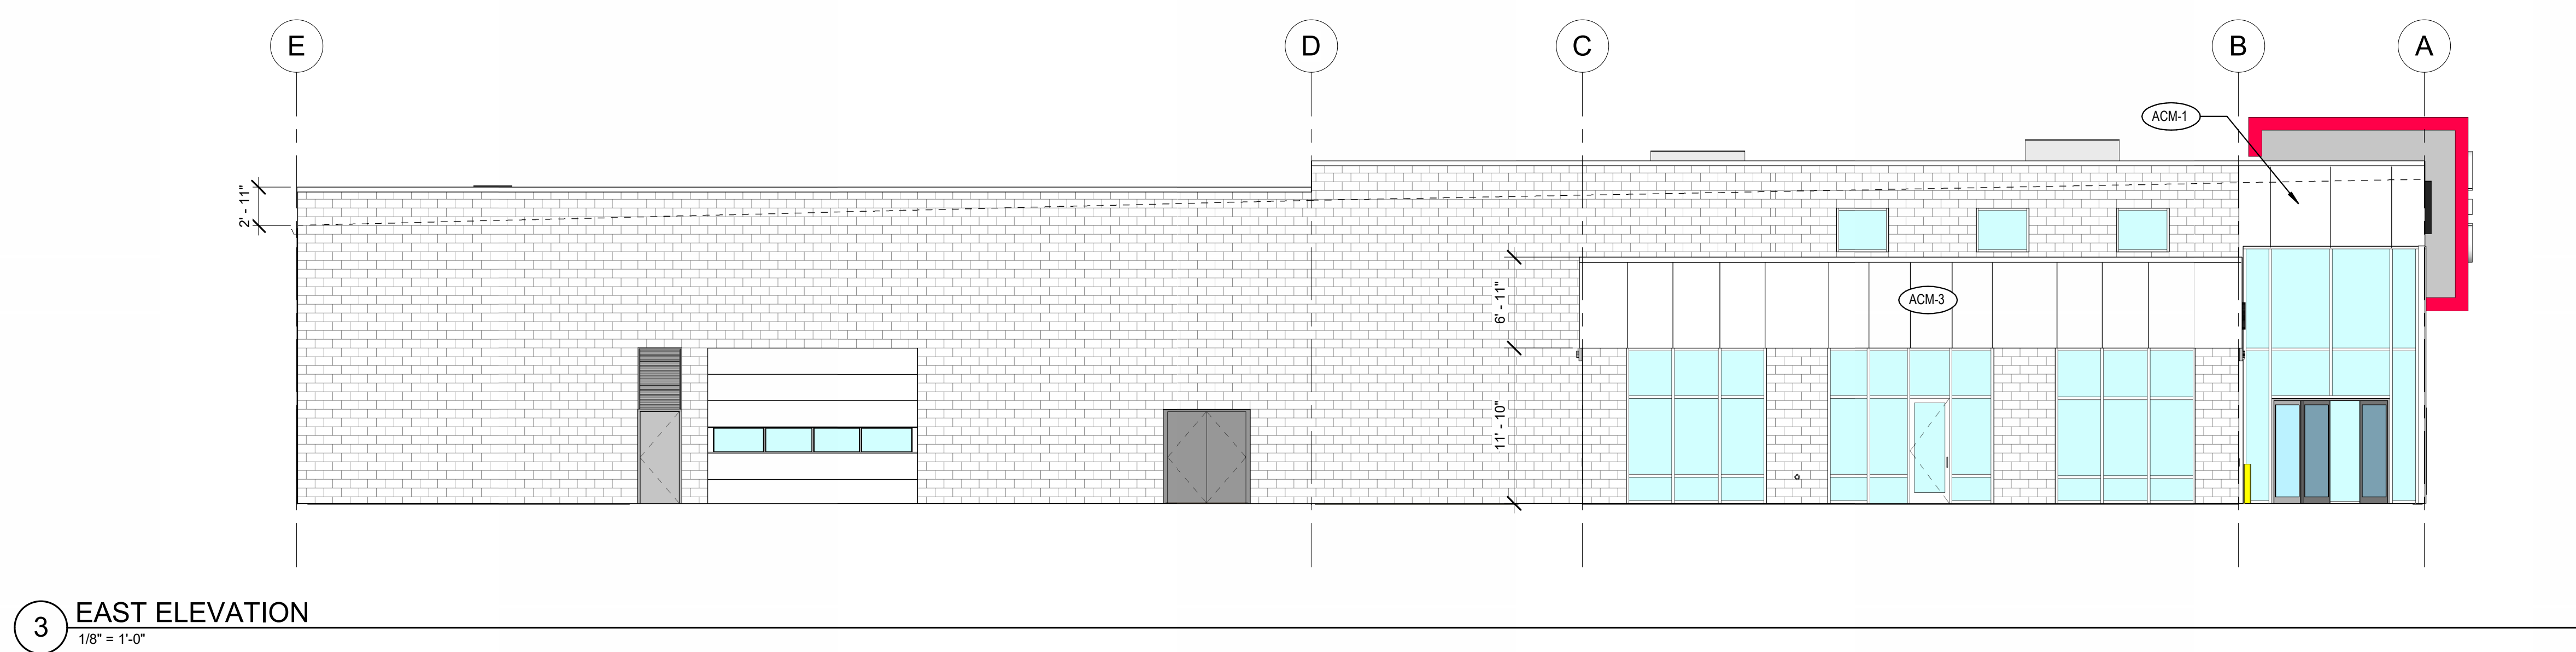 E
D
C
B
A
ACM-1
2' - 11"
6' - 11"
ACM-3
11' - 10"
3
EAST ELEVATION
1/8" = 1'-0"